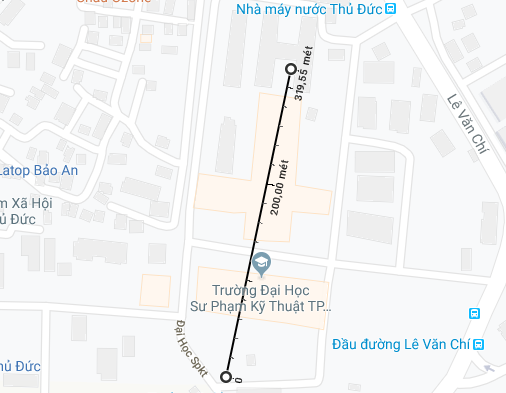 Nhà máy nước Thủ Đức
319,55 mét
Lê Văn Chí
Latop Bảo An
m Xã Hội
hủ Đức
200,00 mét
Trường Đại Học
Sư Phạm Kỹ Thuật TP...
Đại Học Spkt
Đầu đường Lê Văn Chí
hủ Đức
0